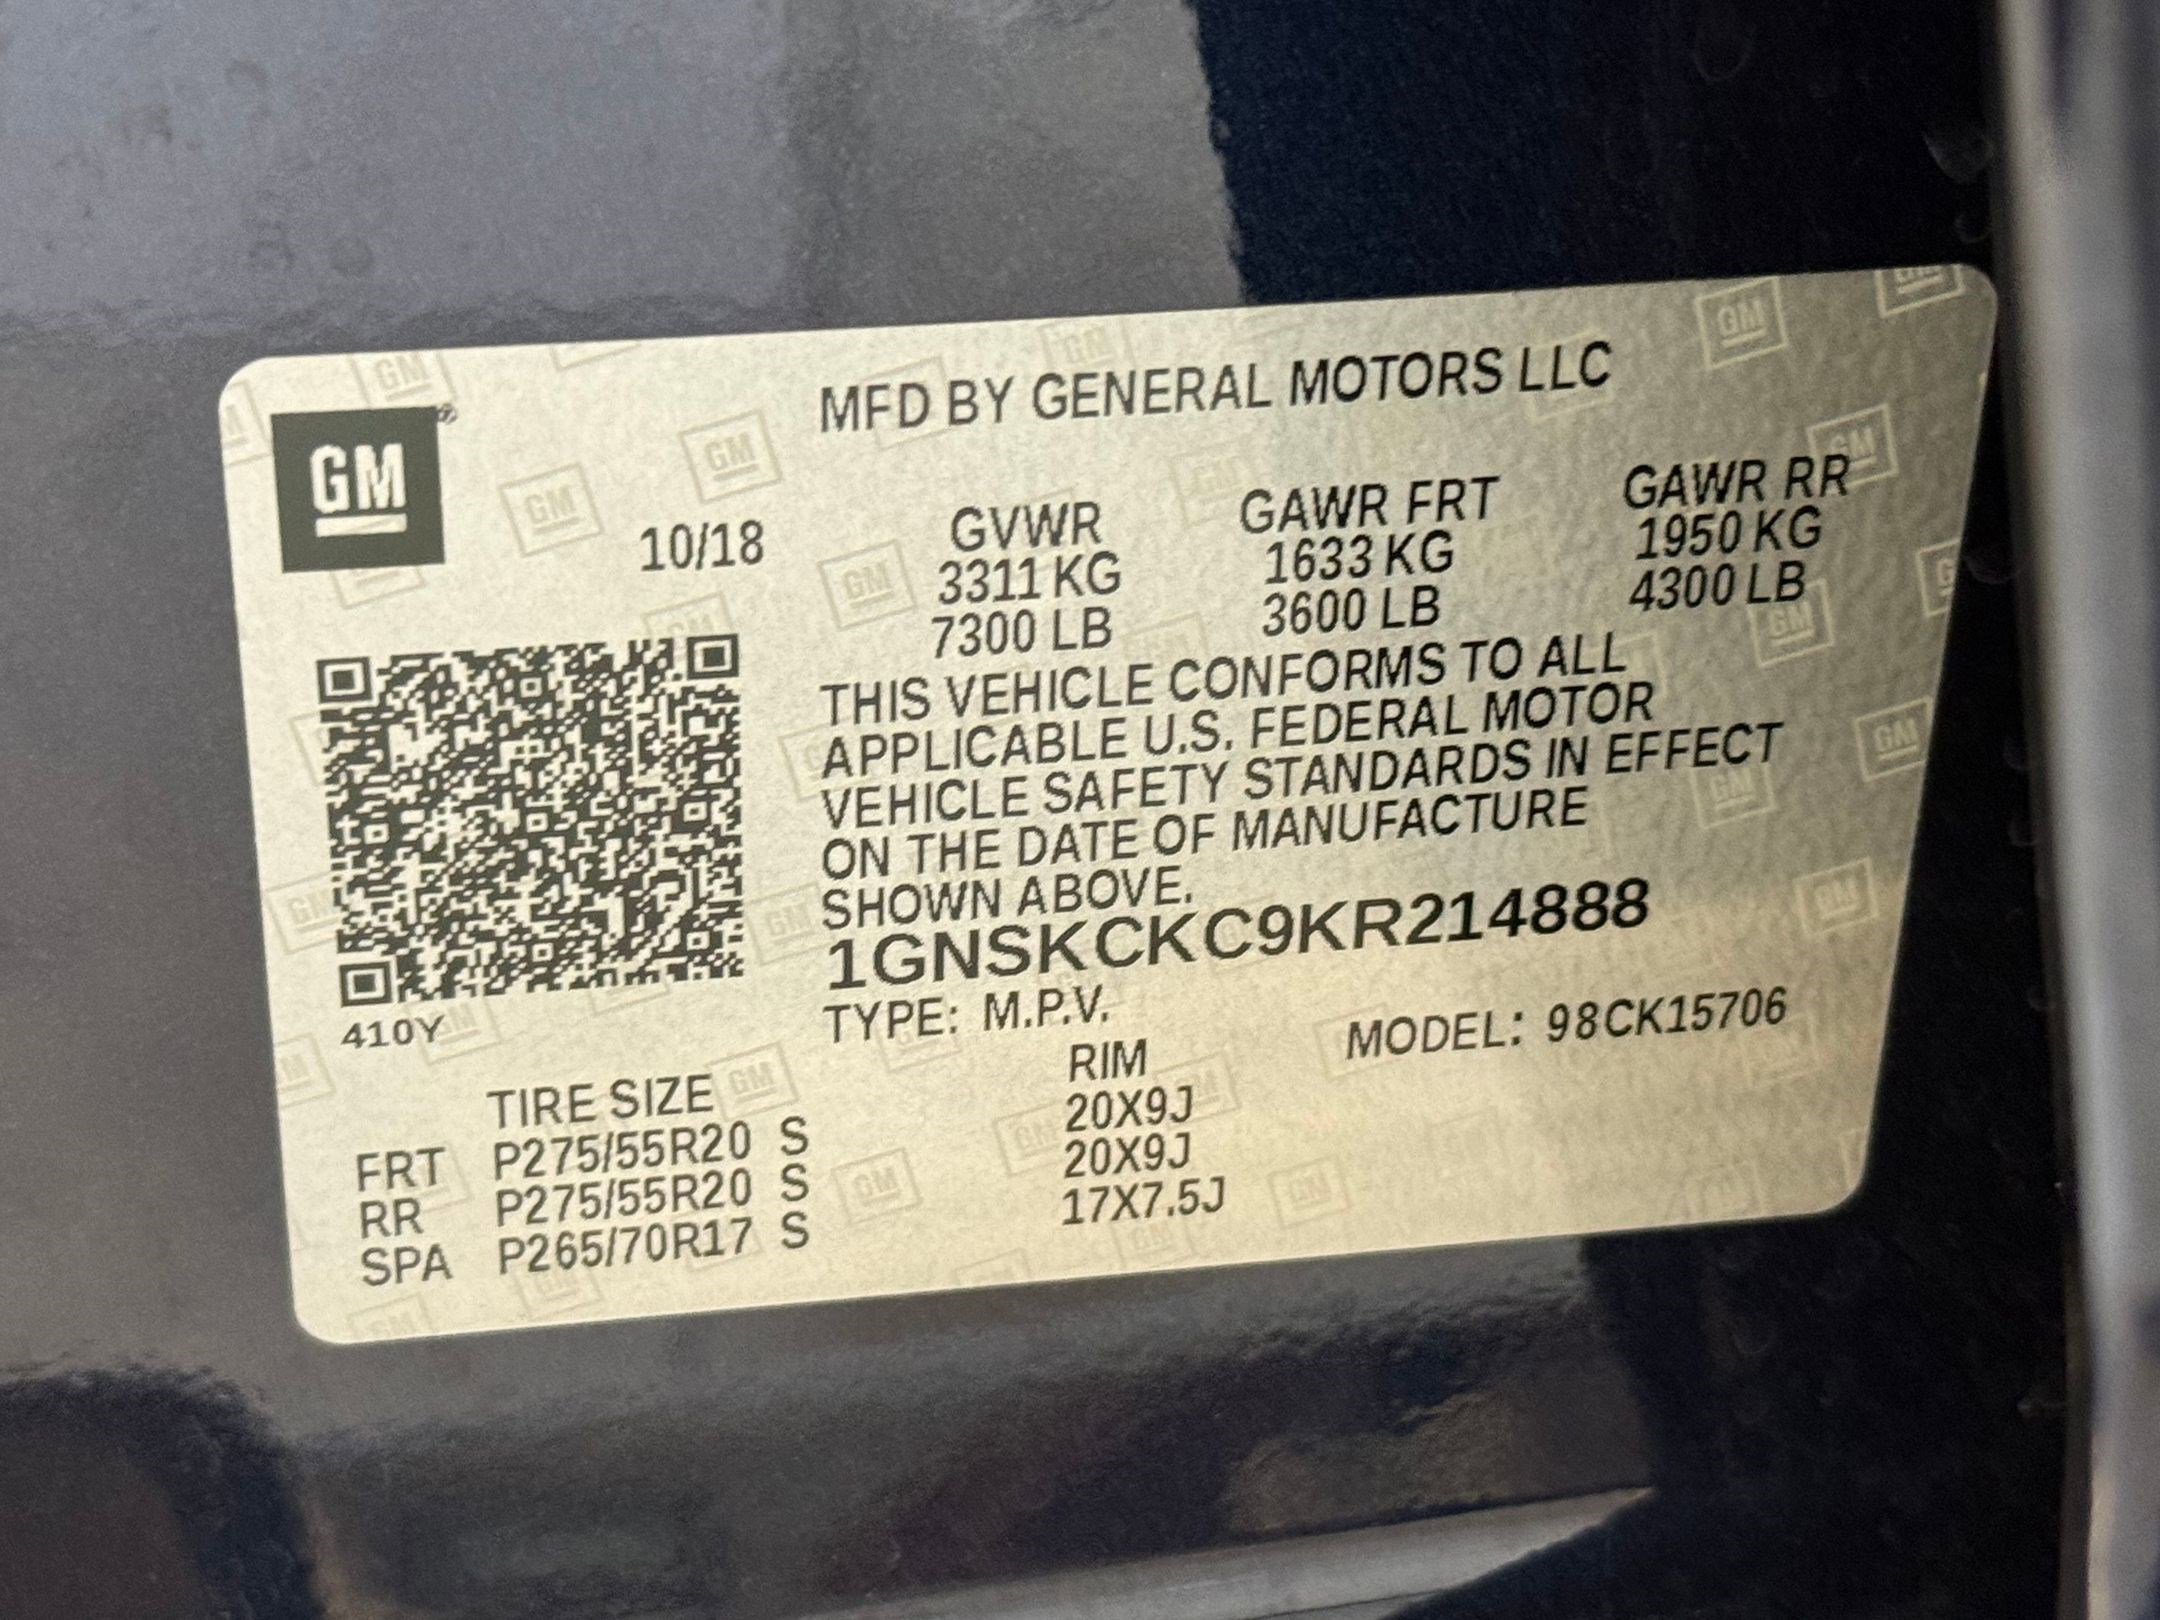 GM
MFD BY GENERAL MOTORS LLC
10/18
GVWR GAWR FRT GAWR RR
3311 KG 1633 KG 1950 KG
7300 LB 3600 LB 4300 LB
THIS VEHICLE CONFORMS TO ALL
APPLICABLE U.S. FEDERAL MOTOR
VEHICLE SAFETY STANDARDS IN EFFECT
ON THE DATE OF MANUFACTURE
SHOWN ABOVE.
1GNSKCKC9KR214888
410Y
TYPE: M.P.V. MODEL: 98CK15706
TIRE SIZE RIM
FRT P275/55R20 S 20X9J
RR P275/55R20 S 20X9J
SPA P265/70R17 S 17X7.5J